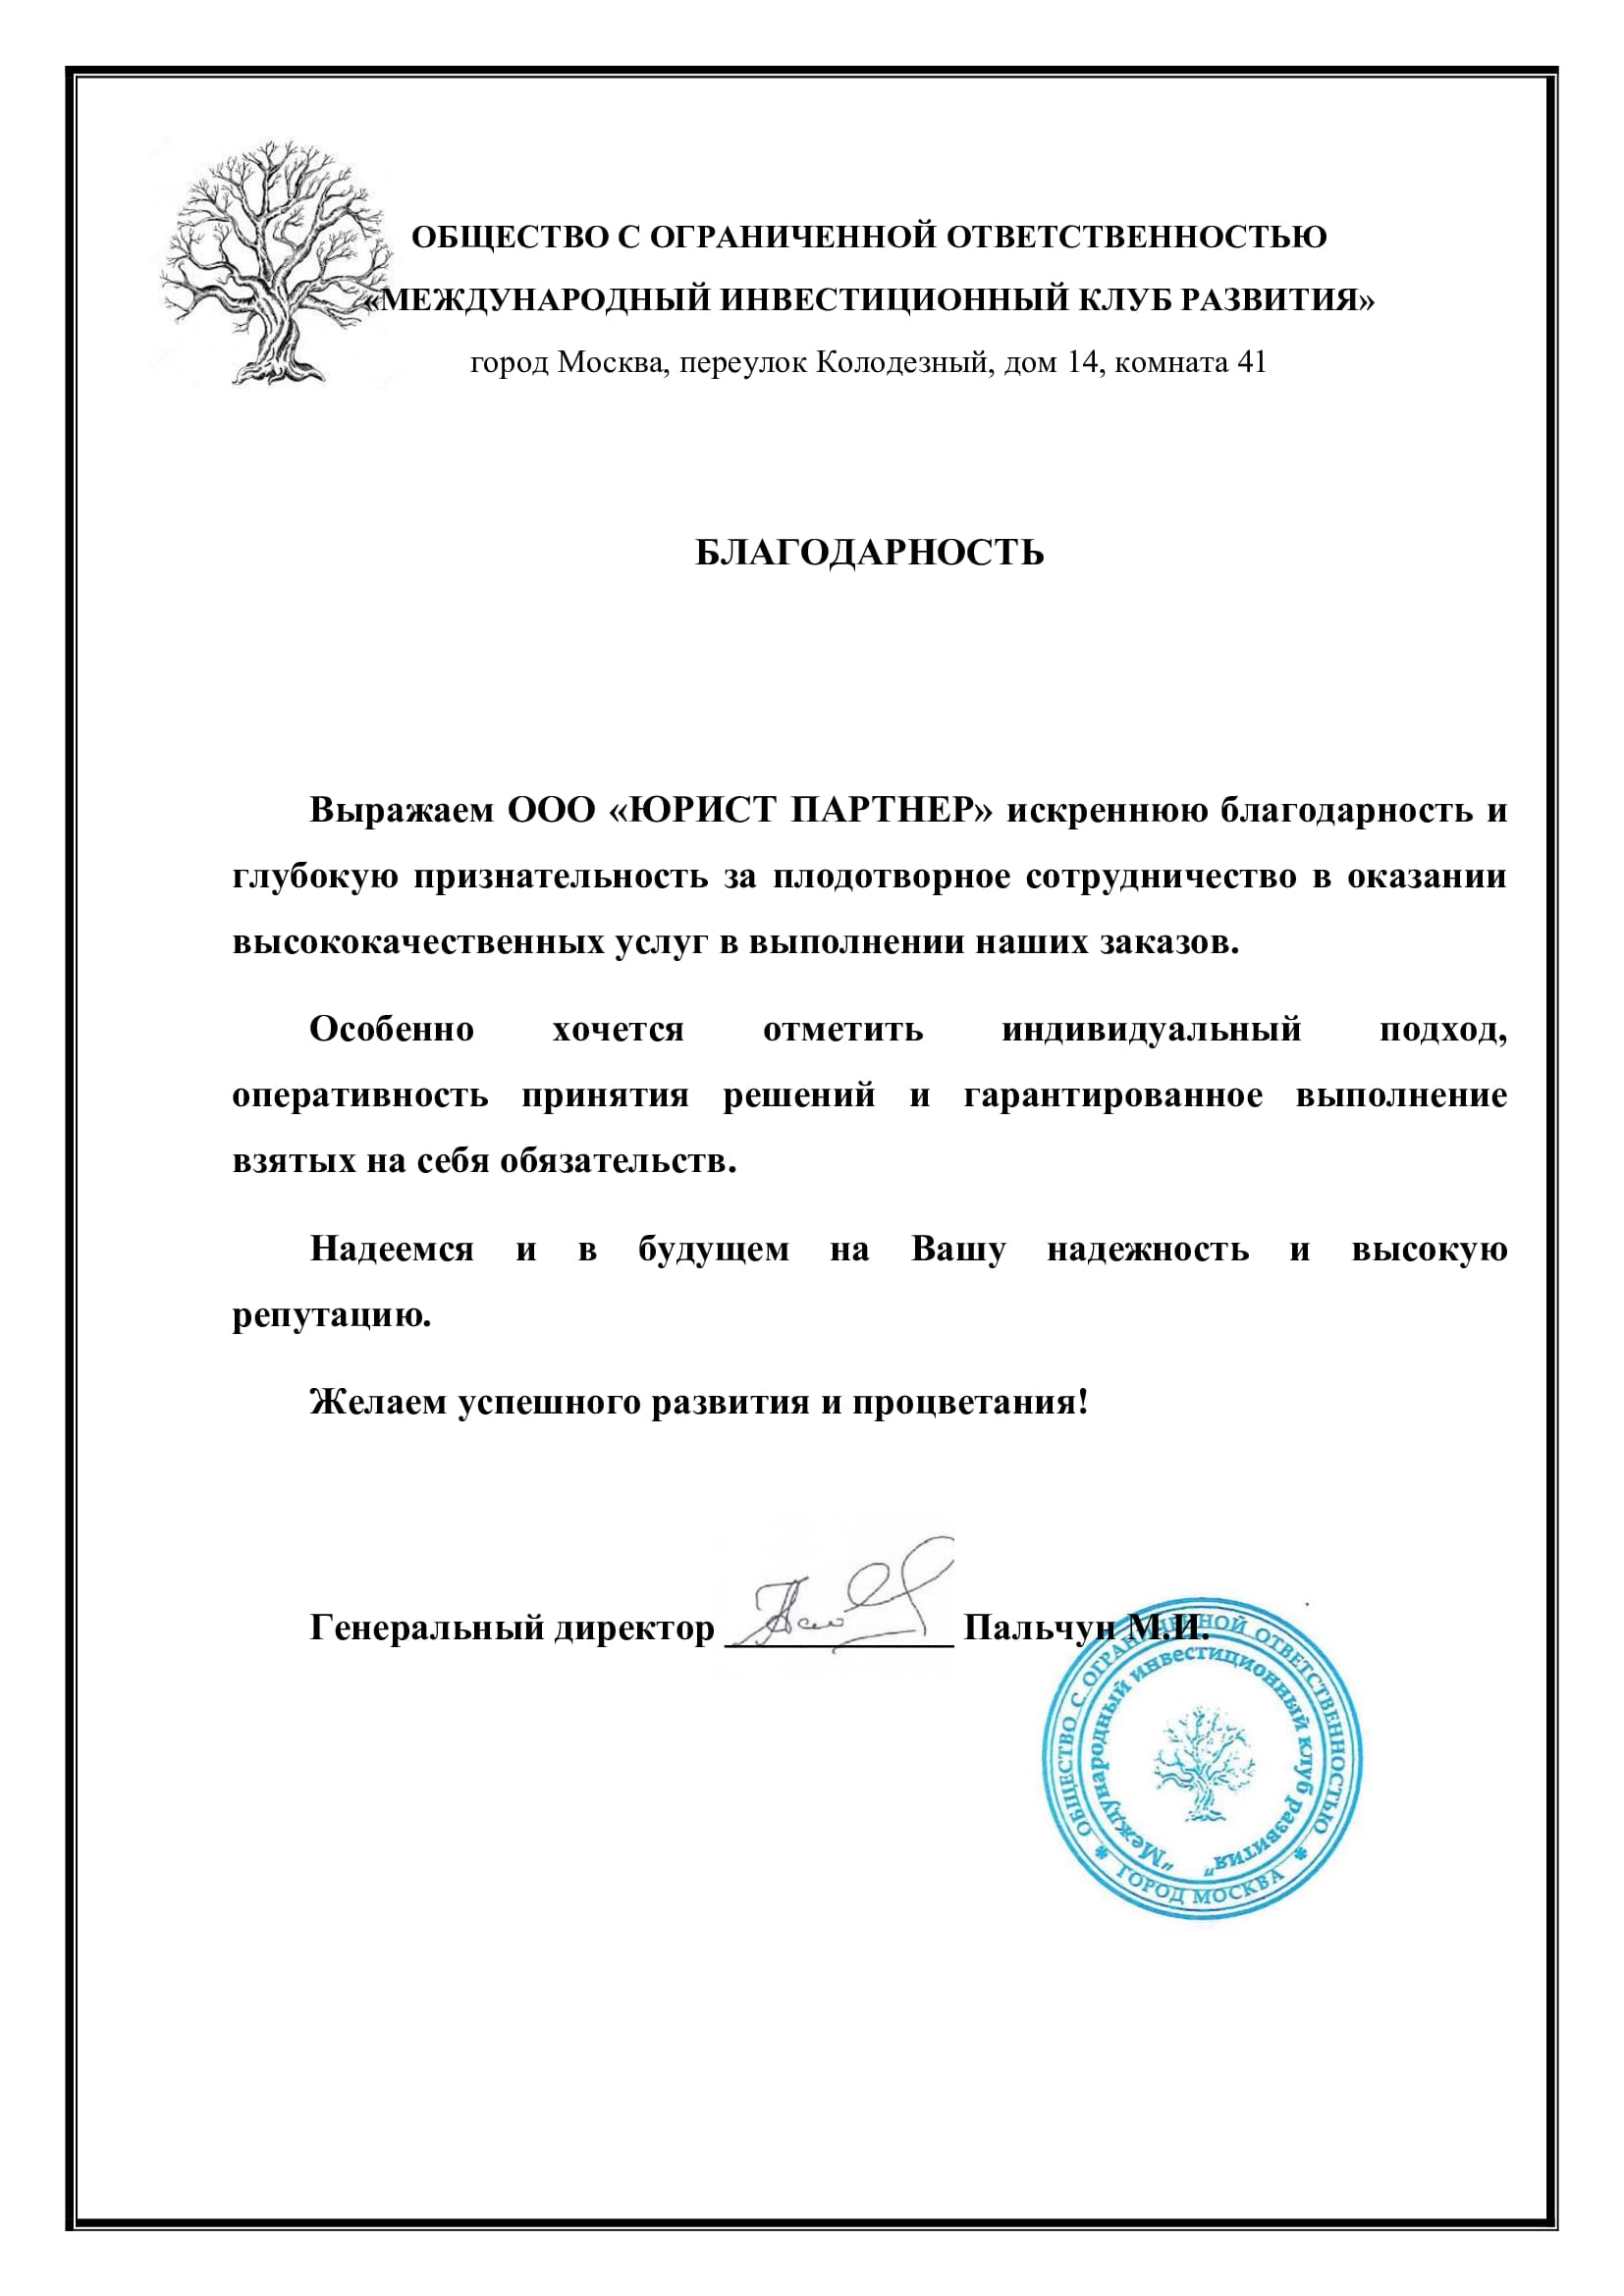 ОБЩЕСТВО С ОГРАНИЧЕННОЙ ОТВЕТСТВЕННОСТЬЮ
«МЕЖДУНАРОДНЫЙ ИНВЕСТИЦИОННЫЙ КЛУБ РАЗВИТИЯ»
город Москва, переулок Колодезный, дом 14, комната 41
БЛАГОДАРНОСТЬ
Выражаем ООО «ЮРИСТ ПАРТНЕР» искреннюю благодарность и
глубокую признательность за плодотворное сотрудничество в оказании
высококачественных услуг в выполнении наших заказов.
Особенно хочется отметить индивидуальный подход,
оперативность принятия решений и гарантированное выполнение
взятых на себя обязательств.
Надеемся и в будущем на Вашу надежность и высокую
репутацию.
Желаем успешного развития и процветания!
Генеральный директор ____________ Пальчун М.И.
ОБЩЕСТВО С ОГРАНИЧЕННОЙ ОТВЕТСТВЕННОСТЬЮ
"Международный инвестиционный клуб развития"
* ГОРОД МОСКВА *